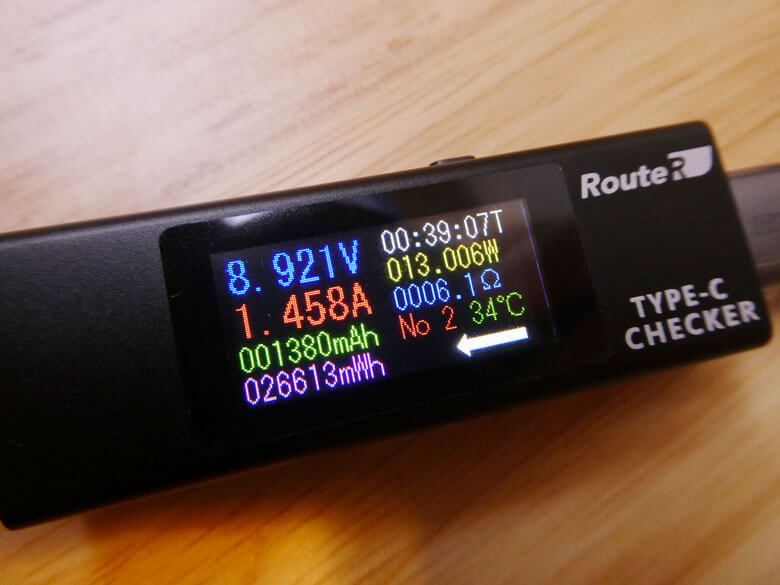 RouteR
8.921V
1.458A
001380mAh
026613mWh
00:39:07T
013.006W
0006.1Ω
No 2 34℃
TYPE-C
CHECKER